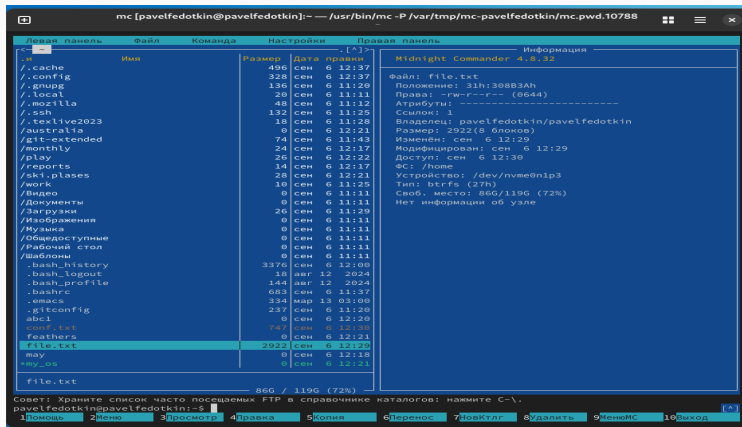 mc [pavelfedotkin@pavelfedotkin]:~ — /usr/bin/mc -P /var/tmp/mc-pavelfedotkin/mc.pwd.10788
Левая панель Файл Команда Настройки Правая панель
<- ~ .[^]> Информация
.и Имя Размер Дата правки Midnight Commander 4.8.32
/.cache 496 сен 6 12:37
/.config 328 сен 6 12:37 Файл: file.txt
/.gnupg 136 сен 6 11:20 Положение: 31h:308B3Ah
/.local 20 сен 6 11:11 Права: -rw-r--r-- (0644)
/.mozilla 48 сен 6 11:12 Атрибуты: ----------------------
/.ssh 132 сен 6 11:25 Ссылок: 1
/.texlive2023 18 сен 6 11:28 Владелец: pavelfedotkin/pavelfedotkin
/australia 0 сен 6 12:21 Размер: 2922(8 блоков)
/git-extended 74 сен 6 11:43 Изменён: сен 6 12:29
/monthly 24 сен 6 12:17 Модифицирован: сен 6 12:29
/play 26 сен 6 12:22 Доступ: сен 6 12:30
/reports 14 сен 6 12:17 ФС: /home
/ski.plases 28 сен 6 12:21 Устройство: /dev/nvme0n1p3
/work 10 сен 6 11:25 Тип: btrfs (27h)
/Видео 0 сен 6 11:11 Своб. место: 86G/119G (72%)
/Документы 0 сен 6 11:11 Нет информации об узле
/Загрузки 26 сен 6 11:29
/Изображения 0 сен 6 11:11
/Музыка 0 сен 6 11:11
/Общедоступные 0 сен 6 11:11
/Рабочий стол 0 сен 6 11:11
/Шаблоны 0 сен 6 11:11
.bash_history 3376 сен 6 12:00
.bash_logout 18 авг 12 2024
.bash_profile 144 авг 12 2024
.bashrc 683 сен 6 11:37
.emacs 334 мар 13 03:00
.gitconfig 237 сен 6 11:20
abc1 0 сен 6 12:20
conf.txt 747 сен 6 12:30
feathers 0 сен 6 12:21
file.txt 2922 сен 6 12:29
may 0 сен 6 12:18
*my_os 0 сен 6 12:21
file.txt
86G / 119G (72%)
Совет: Храните список часто посещаемых FTP в справочнике каталогов: нажмите C-\.
pavelfedotkin@pavelfedotkin:~$ [^]
1Помощь 2Меню 3Просмотр 4Правка 5Копия 6Перенос 7НовКтлг 8Удалить 9МенюMC 10Выход